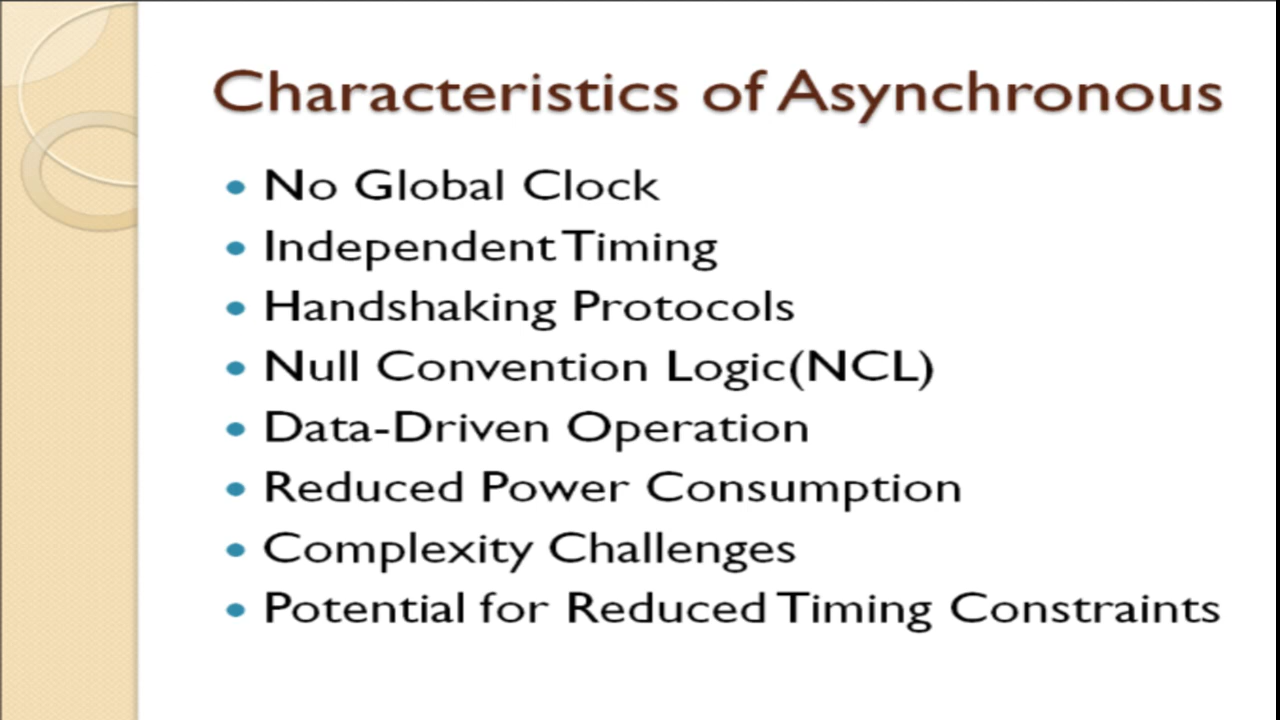 Characteristics of Asynchronous
• No Global Clock
• Independent Timing
• Handshaking Protocols
• Null Convention Logic(NCL)
• Data-Driven Operation
• Reduced Power Consumption
• Complexity Challenges
• Potential for Reduced Timing Constraints